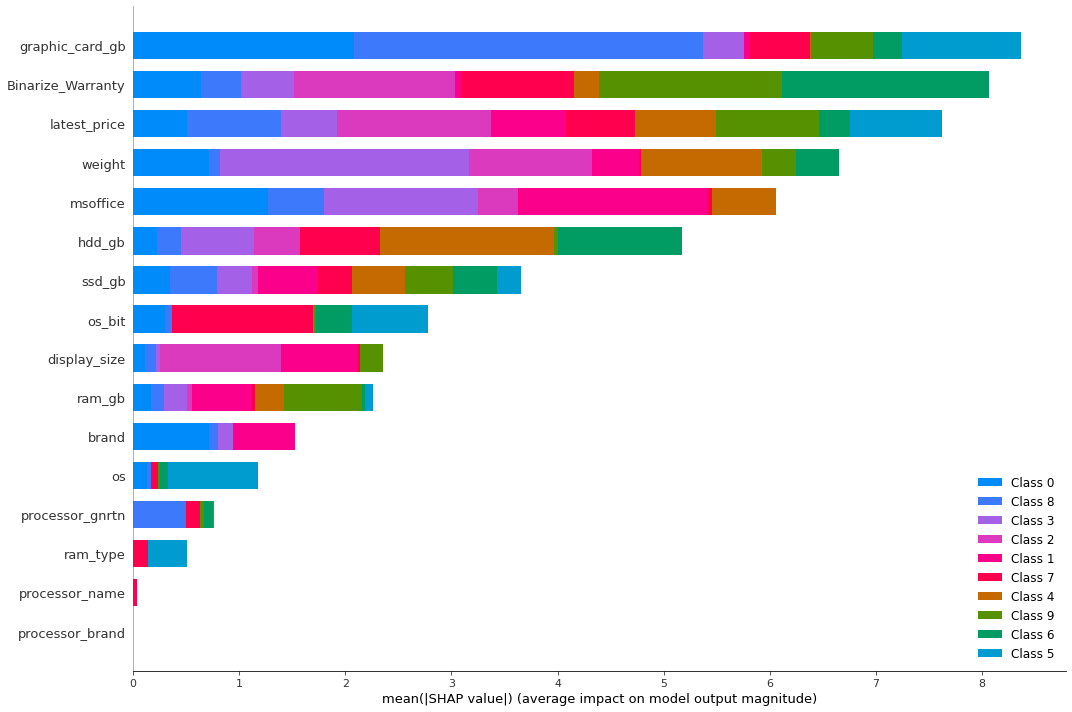 graphic_card_gb
Binarize_Warranty
latest_price
weight
msoffice
hdd_gb
ssd_gb
os_bit
display_size
ram_gb
brand
os
processor_gnrtn
ram_type
processor_name
processor_brand
Class 0
Class 8
Class 3
Class 2
Class 1
Class 7
Class 4
Class 9
Class 6
Class 5
0 1 2 3 4 5 6 7 8
mean(|SHAP value|) (average impact on model output magnitude)